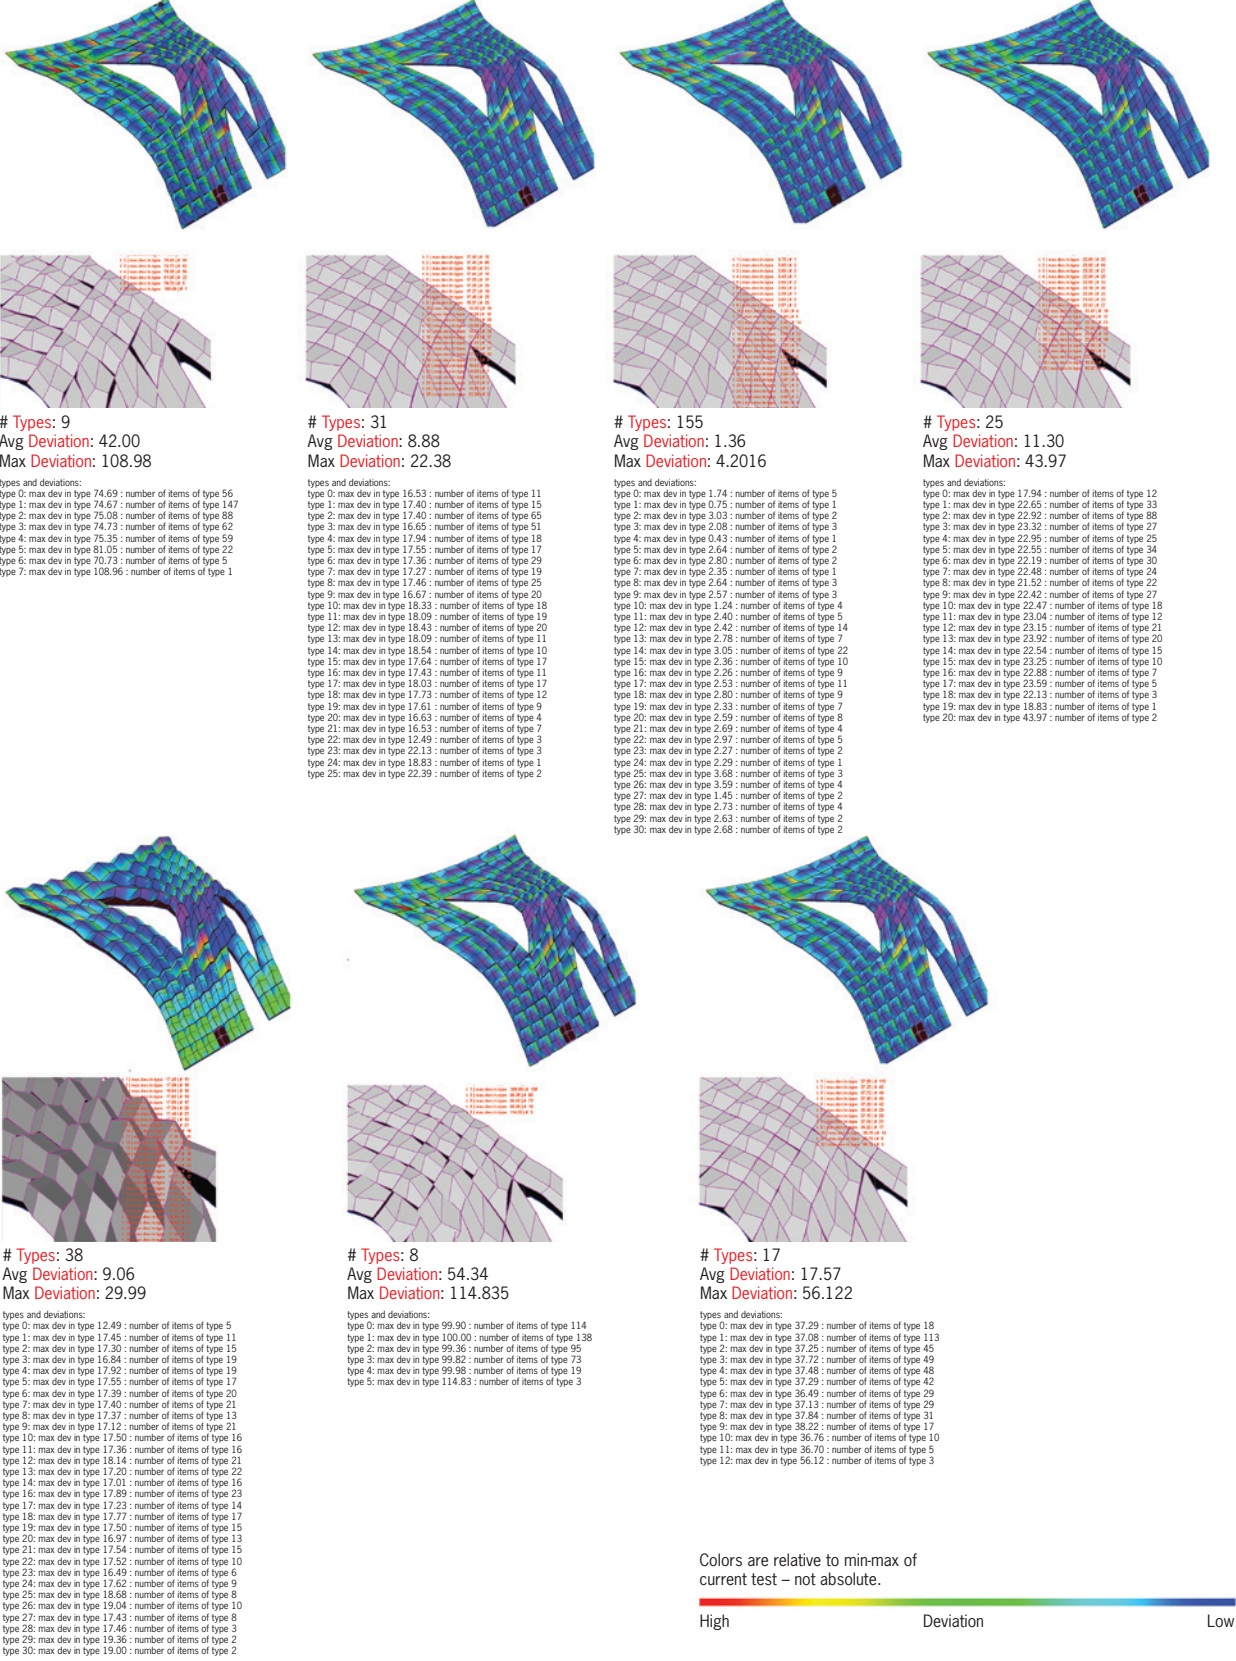 # Types: 9
Avg Deviation: 42.00
Max Deviation: 108.98
types and deviations:
type 0: max dev in type 74.69 : number of items of type 56
type 1: max dev in type 74.67 : number of items of type 147
type 2: max dev in type 75.08 : number of items of type 88
type 3: max dev in type 74.73 : number of items of type 62
type 4: max dev in type 75.35 : number of items of type 59
type 5: max dev in type 81.05 : number of items of type 22
type 6: max dev in type 70.73 : number of items of type 5
type 7: max dev in type 108.96 : number of items of type 1
# Types: 31
Avg Deviation: 8.88
Max Deviation: 22.38
types and deviations:
type 0: max dev in type 16.53 : number of items of type 11
type 1: max dev in type 17.40 : number of items of type 15
type 2: max dev in type 17.40 : number of items of type 65
type 3: max dev in type 16.65 : number of items of type 51
type 4: max dev in type 17.94 : number of items of type 18
type 5: max dev in type 17.55 : number of items of type 17
type 6: max dev in type 17.36 : number of items of type 29
type 7: max dev in type 17.27 : number of items of type 19
type 8: max dev in type 17.46 : number of items of type 25
type 9: max dev in type 16.67 : number of items of type 20
type 10: max dev in type 18.33 : number of items of type 18
type 11: max dev in type 18.09 : number of items of type 19
type 12: max dev in type 18.43 : number of items of type 20
type 13: max dev in type 18.09 : number of items of type 11
type 14: max dev in type 18.54 : number of items of type 10
type 15: max dev in type 17.64 : number of items of type 17
type 16: max dev in type 17.43 : number of items of type 11
type 17: max dev in type 18.03 : number of items of type 17
type 18: max dev in type 17.73 : number of items of type 12
type 19: max dev in type 17.61 : number of items of type 9
type 20: max dev in type 16.63 : number of items of type 4
type 21: max dev in type 16.53 : number of items of type 7
type 22: max dev in type 12.49 : number of items of type 3
type 23: max dev in type 22.13 : number of items of type 3
type 24: max dev in type 18.83 : number of items of type 1
type 25: max dev in type 22.39 : number of items of type 2
# Types: 155
Avg Deviation: 1.36
Max Deviation: 4.2016
types and deviations:
type 0: max dev in type 1.74 : number of items of type 5
type 1: max dev in type 0.75 : number of items of type 1
type 2: max dev in type 3.03 : number of items of type 2
type 3: max dev in type 2.08 : number of items of type 3
type 4: max dev in type 0.43 : number of items of type 1
type 5: max dev in type 2.64 : number of items of type 2
type 6: max dev in type 2.80 : number of items of type 2
type 7: max dev in type 2.35 : number of items of type 1
type 8: max dev in type 2.64 : number of items of type 3
type 9: max dev in type 2.57 : number of items of type 3
type 10: max dev in type 1.24 : number of items of type 4
type 11: max dev in type 2.40 : number of items of type 5
type 12: max dev in type 2.42 : number of items of type 14
type 13: max dev in type 2.78 : number of items of type 7
type 14: max dev in type 3.05 : number of items of type 22
type 15: max dev in type 2.36 : number of items of type 10
type 16: max dev in type 2.26 : number of items of type 9
type 17: max dev in type 2.53 : number of items of type 11
type 18: max dev in type 2.80 : number of items of type 9
type 19: max dev in type 2.33 : number of items of type 7
type 20: max dev in type 2.59 : number of items of type 8
type 21: max dev in type 2.69 : number of items of type 4
type 22: max dev in type 2.97 : number of items of type 5
type 23: max dev in type 2.27 : number of items of type 2
type 24: max dev in type 2.29 : number of items of type 1
type 25: max dev in type 3.68 : number of items of type 3
type 26: max dev in type 3.59 : number of items of type 4
type 27: max dev in type 1.45 : number of items of type 2
type 28: max dev in type 2.73 : number of items of type 4
type 29: max dev in type 2.63 : number of items of type 2
type 30: max dev in type 2.68 : number of items of type 2
# Types: 25
Avg Deviation: 11.30
Max Deviation: 43.97
types and deviations:
type 0: max dev in type 17.94 : number of items of type 12
type 1: max dev in type 22.65 : number of items of type 33
type 2: max dev in type 22.92 : number of items of type 88
type 3: max dev in type 23.32 : number of items of type 27
type 4: max dev in type 22.95 : number of items of type 25
type 5: max dev in type 22.55 : number of items of type 34
type 6: max dev in type 22.19 : number of items of type 30
type 7: max dev in type 22.48 : number of items of type 24
type 8: max dev in type 21.52 : number of items of type 22
type 9: max dev in type 22.42 : number of items of type 27
type 10: max dev in type 22.47 : number of items of type 18
type 11: max dev in type 23.04 : number of items of type 12
type 12: max dev in type 23.15 : number of items of type 21
type 13: max dev in type 23.92 : number of items of type 20
type 14: max dev in type 22.54 : number of items of type 15
type 15: max dev in type 23.25 : number of items of type 10
type 16: max dev in type 22.88 : number of items of type 7
type 17: max dev in type 23.59 : number of items of type 5
type 18: max dev in type 22.13 : number of items of type 3
type 19: max dev in type 18.83 : number of items of type 1
type 20: max dev in type 43.97 : number of items of type 2
# Types: 38
Avg Deviation: 9.06
Max Deviation: 29.99
types and deviations:
type 0: max dev in type 12.49 : number of items of type 5
type 1: max dev in type 17.45 : number of items of type 11
type 2: max dev in type 17.30 : number of items of type 15
type 3: max dev in type 16.84 : number of items of type 19
type 4: max dev in type 17.92 : number of items of type 19
type 5: max dev in type 17.55 : number of items of type 17
type 6: max dev in type 17.39 : number of items of type 20
type 7: max dev in type 17.40 : number of items of type 21
type 8: max dev in type 17.37 : number of items of type 13
type 9: max dev in type 17.12 : number of items of type 21
type 10: max dev in type 17.50 : number of items of type 16
type 11: max dev in type 17.36 : number of items of type 16
type 12: max dev in type 18.14 : number of items of type 21
type 13: max dev in type 17.20 : number of items of type 22
type 14: max dev in type 17.01 : number of items of type 16
type 16: max dev in type 17.89 : number of items of type 23
type 17: max dev in type 17.23 : number of items of type 14
type 18: max dev in type 17.77 : number of items of type 17
type 19: max dev in type 17.50 : number of items of type 15
type 20: max dev in type 16.97 : number of items of type 13
type 21: max dev in type 17.54 : number of items of type 15
type 22: max dev in type 17.52 : number of items of type 10
type 23: max dev in type 16.49 : number of items of type 6
type 24: max dev in type 17.62 : number of items of type 9
type 25: max dev in type 18.68 : number of items of type 8
type 26: max dev in type 19.04 : number of items of type 10
type 27: max dev in type 17.43 : number of items of type 8
type 28: max dev in type 17.46 : number of items of type 3
type 29: max dev in type 19.36 : number of items of type 2
type 30: max dev in type 19.00 : number of items of type 2
# Types: 8
Avg Deviation: 54.34
Max Deviation: 114.835
types and deviations:
type 0: max dev in type 99.90 : number of items of type 114
type 1: max dev in type 100.00 : number of items of type 138
type 2: max dev in type 99.36 : number of items of type 95
type 3: max dev in type 99.82 : number of items of type 73
type 4: max dev in type 99.98 : number of items of type 19
type 5: max dev in type 114.83 : number of items of type 3
# Types: 17
Avg Deviation: 17.57
Max Deviation: 56.122
types and deviations:
type 0: max dev in type 37.29 : number of items of type 18
type 1: max dev in type 37.08 : number of items of type 113
type 2: max dev in type 37.25 : number of items of type 45
type 3: max dev in type 37.72 : number of items of type 49
type 4: max dev in type 37.48 : number of items of type 48
type 5: max dev in type 37.29 : number of items of type 42
type 6: max dev in type 36.49 : number of items of type 29
type 7: max dev in type 37.13 : number of items of type 29
type 8: max dev in type 37.84 : number of items of type 31
type 9: max dev in type 38.22 : number of items of type 17
type 10: max dev in type 36.76 : number of items of type 10
type 11: max dev in type 36.70 : number of items of type 5
type 12: max dev in type 56.12 : number of items of type 3
Colors are relative to min-max of
current test – not absolute.
High Deviation Low